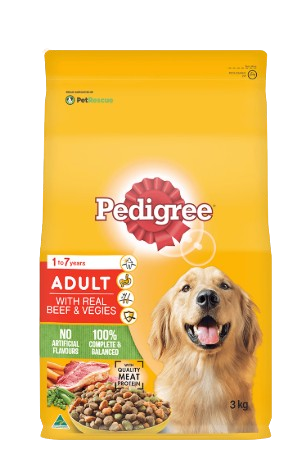 PetRescue
Pedigree
1 to 7 years
ADULT
WITH REAL
BEEF & VEGIES
NO
ARTIFICIAL
FLAVOURS
100%
COMPLETE &
BALANCED
QUALITY
MEAT
PROTEIN
3 kg